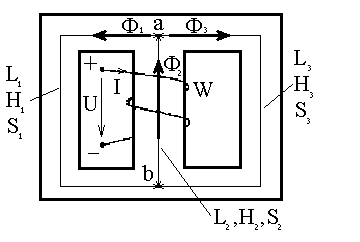 Φ₁ a Φ₃
+ Φ₂
L₁ I W L₃
H₁ U H₃
S₁ S₃
−
b
L₂,H₂,S₂